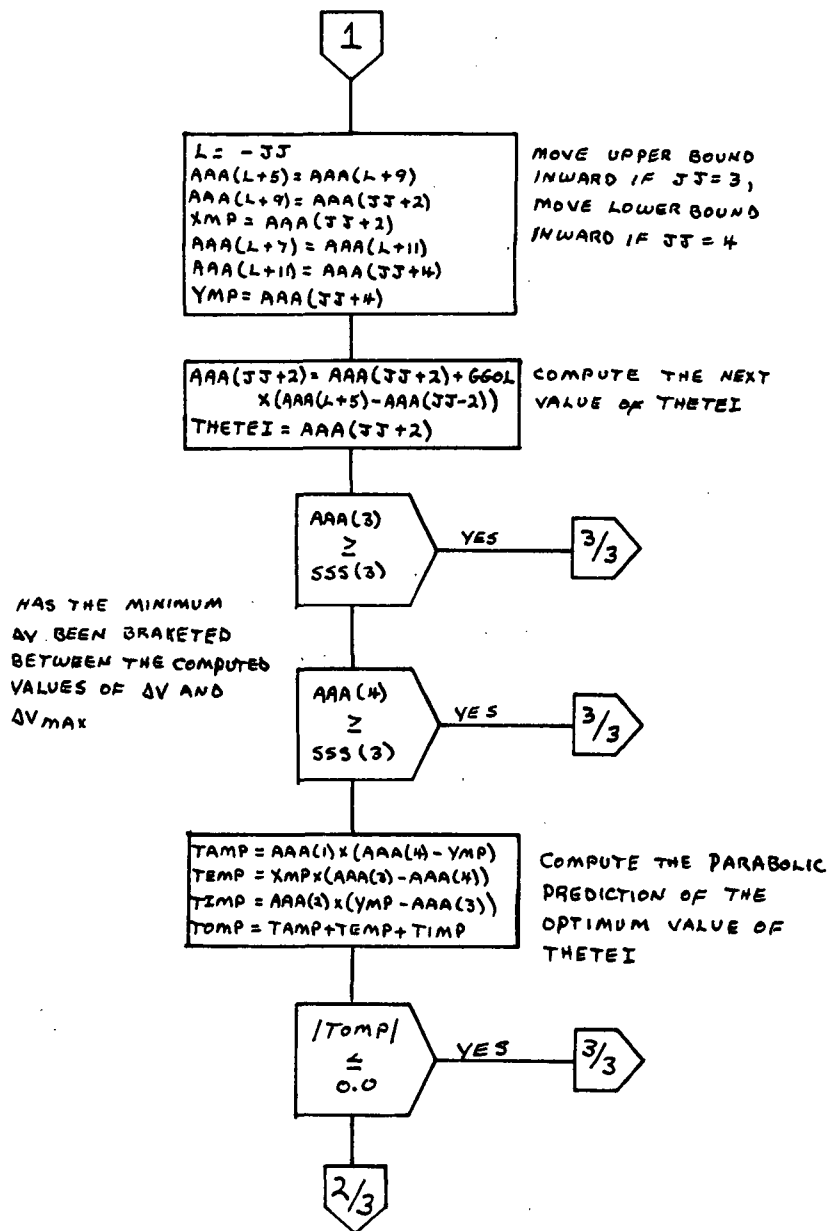 1
L = - JJ
AAA(L+5) = AAA(L+9)
AAA(L+9) = AAA(JJ+2)
XMP = AAA(JJ+2)
AAA(L+7) = AAA(L+11)
AAA(L+11) = AAA(JJ+4)
YMP = AAA(JJ+4)
MOVE UPPER BOUND
INWARD IF JJ = 3,
MOVE LOWER BOUND
INWARD IF JJ = 4
AAA(JJ+2) = AAA(JJ+2) + GGOL
x (AAA(L+5) - AAA(JJ-2))
THETEI = AAA(JJ+2)
COMPUTE THE NEXT
VALUE OF THETEI
AAA(3)
≥
SSS(3)
YES
3/3
HAS THE MINIMUM
ΔV BEEN BRAKETED
BETWEEN THE COMPUTED
VALUES OF ΔV AND
ΔVMAX
AAA(4)
≥
SSS(3)
YES
3/3
TAMP = AAA(1) x (AAA(4) - YMP)
TEMP = XMP x (AAA(3) - AAA(4))
TIMP = AAA(2) x (YMP - AAA(3))
TOMP = TAMP + TEMP + TIMP
COMPUTE THE PARABOLIC
PREDICTION OF THE
OPTIMUM VALUE OF
THETEI
/TOMP/
≤
0.0
YES
3/3
2/3